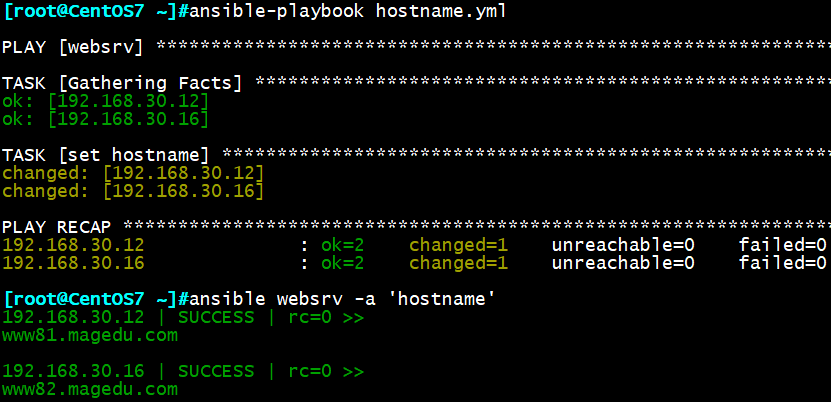 [root@CentOS7 ~]#ansible-playbook hostname.yml
PLAY [websrv] *************************************************************
TASK [Gathering Facts] ****************************************************
ok: [192.168.30.12]
ok: [192.168.30.16]
TASK [set hostname] *******************************************************
changed: [192.168.30.12]
changed: [192.168.30.16]
PLAY RECAP ****************************************************************
192.168.30.12 : ok=2 changed=1 unreachable=0 failed=0
192.168.30.16 : ok=2 changed=1 unreachable=0 failed=0
[root@CentOS7 ~]#ansible websrv -a 'hostname'
192.168.30.12 | SUCCESS | rc=0 >>
www81.magedu.com
192.168.30.16 | SUCCESS | rc=0 >>
www82.magedu.com